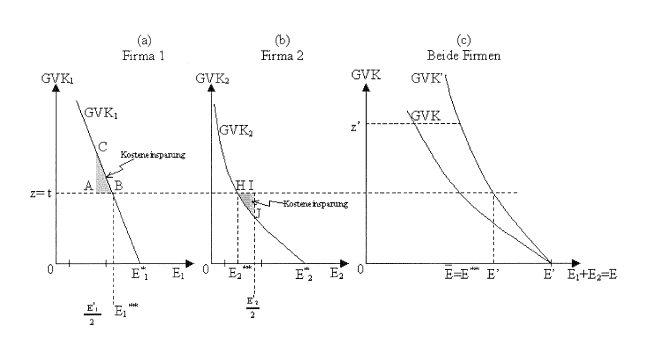 (a)
Firma 1
(b)
Firma 2
(c)
Beide Firmen
GVK₁
GVK₂
GVK
GVK₁
C
Kosteneinsparung
A
B
z=t
0
E₁*
E₁
E'₁/2
E₁**
GVK₂
H I
J
Kosteneinsparung
0
E₂**
E₂*
E₂
E'₂/2
GVK'
GVK
z'
0
E̅=E**
E'
E'
E₁+E₂=E